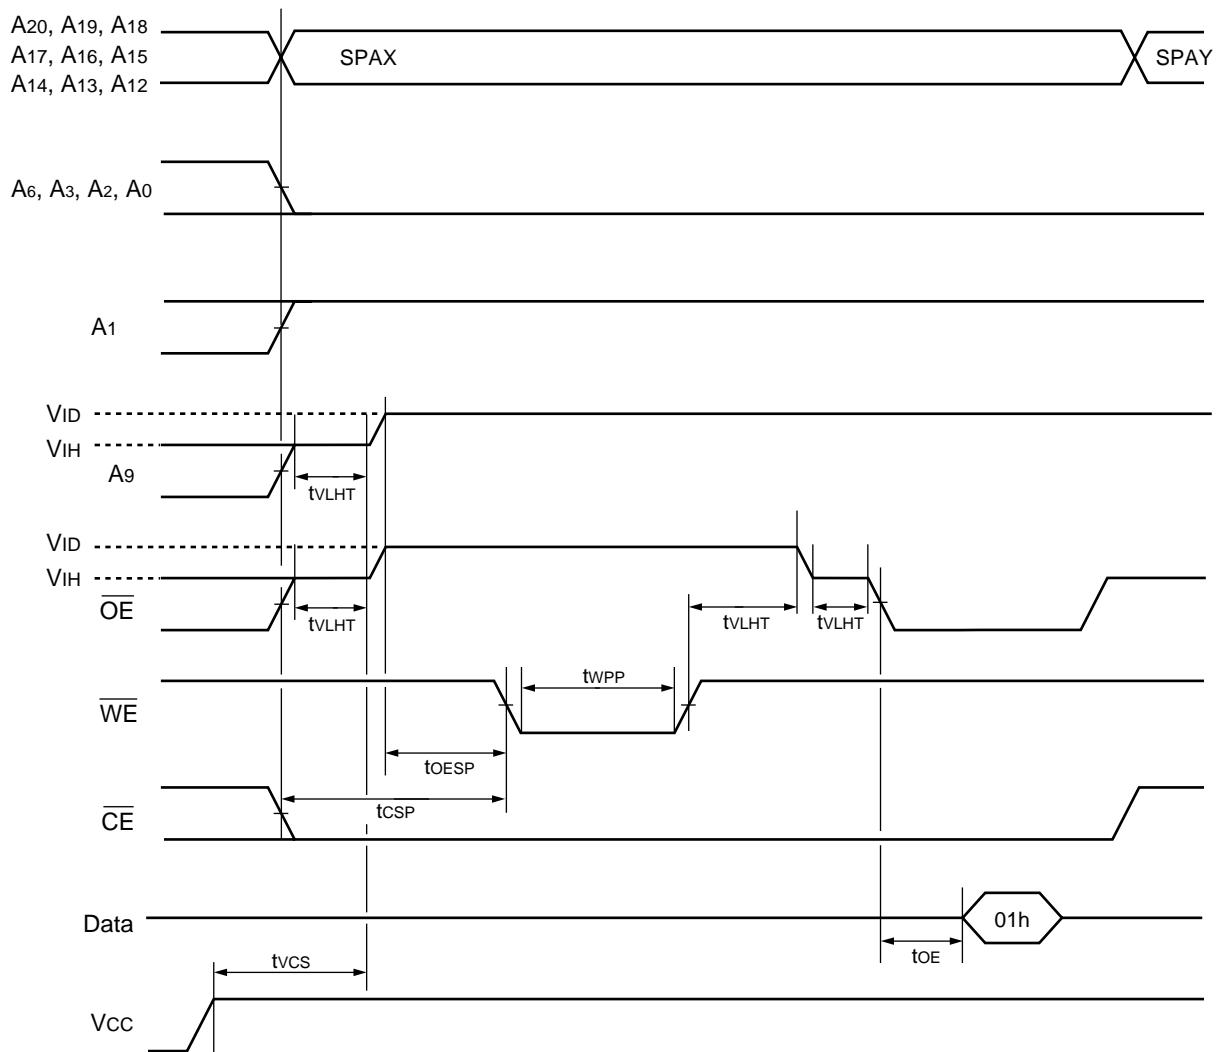 A20, A19, A18
A17, A16, A15
A14, A13, A12
SPAX
SPAY
A6, A3, A2, A0
A1
VID
VIH
A9
tVLHT
VID
VIH
OE
tVLHT
tVLHT
tVLHT
WE
tWPP
tOESP
CE
tCSP
Data
01h
tOE
tVCS
VCC